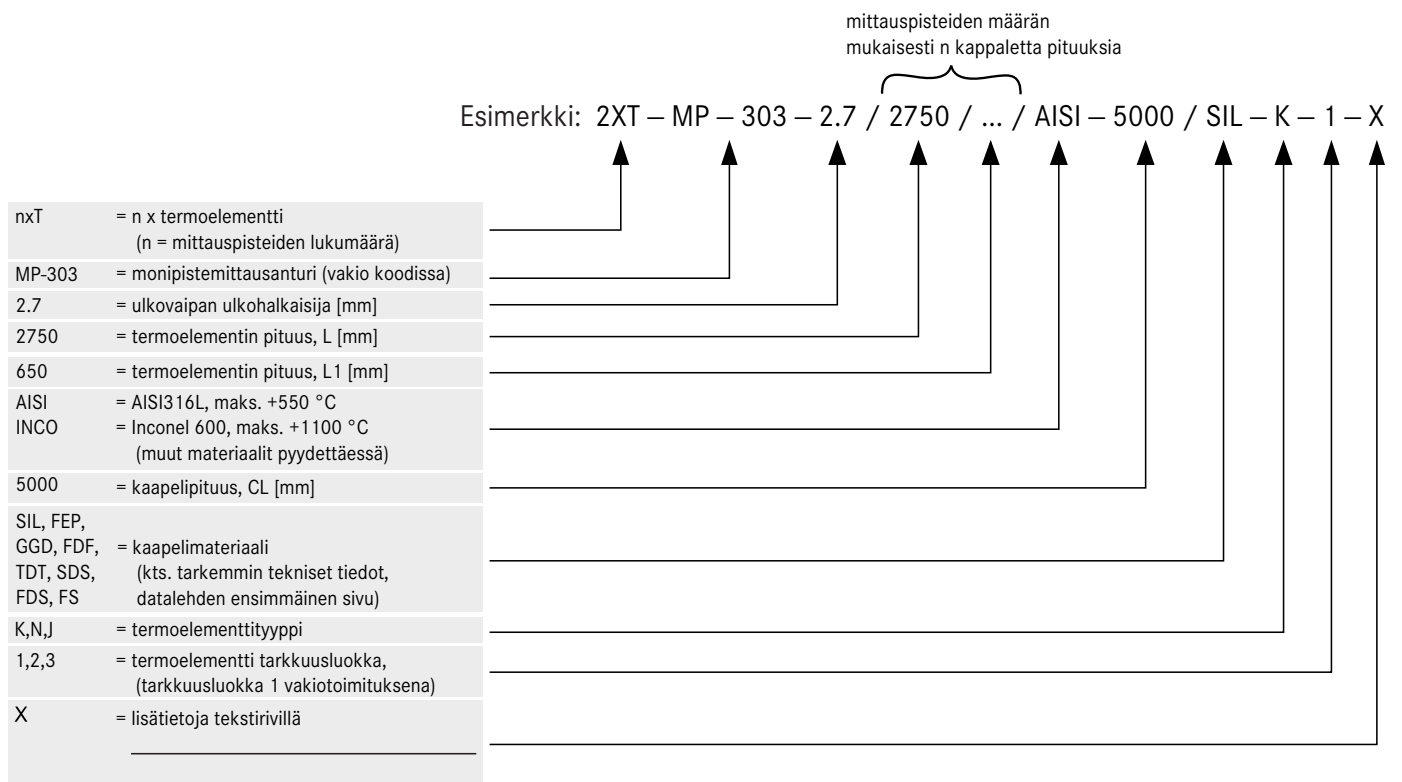 mittauspisteiden määrän
mukaisesti n kappaletta pituuksia
Esimerkki: 2XT – MP – 303 – 2.7 / 2750 / ... / AISI – 5000 / SIL – K – 1 – X
nxT = n x termoelementti
(n = mittauspisteiden lukumäärä)
MP-303 = monipistemittausanturi (vakio koodissa)
2.7 = ulkovaipan ulkohalkaisija [mm]
2750 = termoelementin pituus, L [mm]
650 = termoelementin pituus, L1 [mm]
AISI = AISI316L, maks. +550 °C
INCO = Inconel 600, maks. +1100 °C
(muut materiaalit pyydettäessä)
5000 = kaapelipituus, CL [mm]
SIL, FEP,
GGD, FDF, = kaapelimateriaali
TDT, SDS, (kts. tarkemmin tekniset tiedot,
FDS, FS datalehden ensimmäinen sivu)
K,N,J = termoelementtityyppi
1,2,3 = termoelementti tarkkuusluokka,
(tarkkuusluokka 1 vakiotoimituksena)
X = lisätietoja tekstirivillä